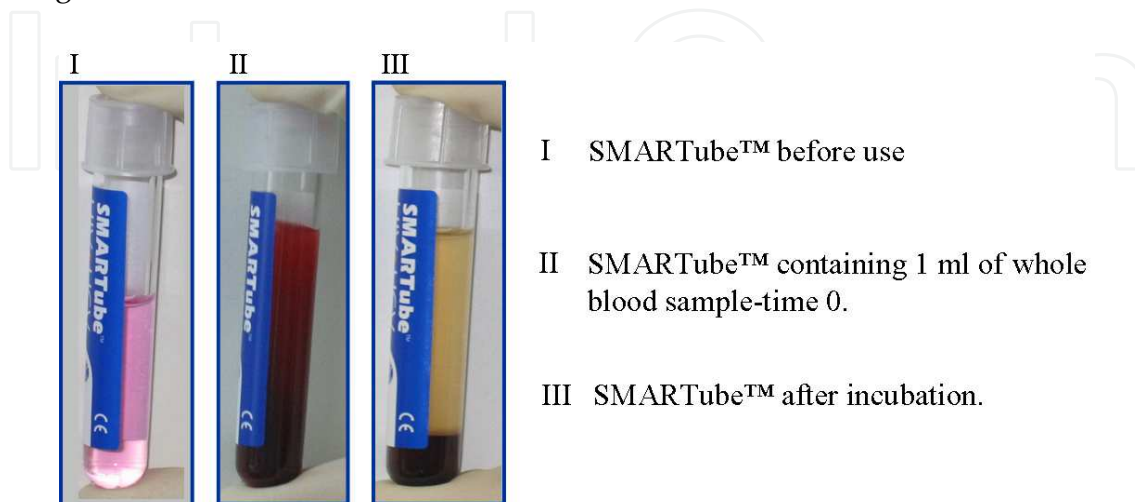 I
II
III
SMARTube™
SMARTube
SMARTube
CE
CE
CE
I SMARTube™ before use
II SMARTube™ containing 1 ml of whole
blood sample-time 0.
III SMARTube™ after incubation.